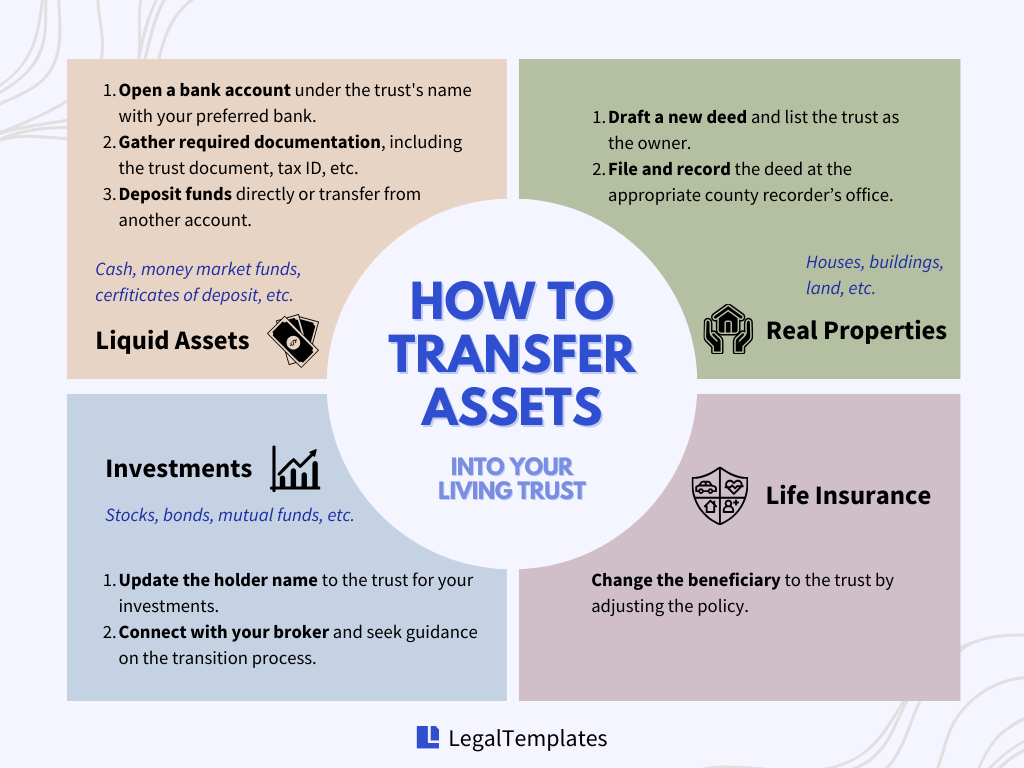 1. Open a bank account under the trust's name
with your preferred bank.
2. Gather required documentation, including
the trust document, tax ID, etc.
3. Deposit funds directly or transfer from
another account.
Cash, money market funds,
cerfiticates of deposit, etc.
Liquid Assets
1. Draft a new deed and list the trust as
the owner.
2. File and record the deed at the
appropriate county recorder’s office.
Houses, buildings,
land, etc.
Real Properties
HOW TO
TRANSFER
ASSETS
INTO YOUR
LIVING TRUST
Investments
Stocks, bonds, mutual funds, etc.
1. Update the holder name to the trust for your
investments.
2. Connect with your broker and seek guidance
on the transition process.
Life Insurance
Change the beneficiary to the trust by
adjusting the policy.
LegalTemplates